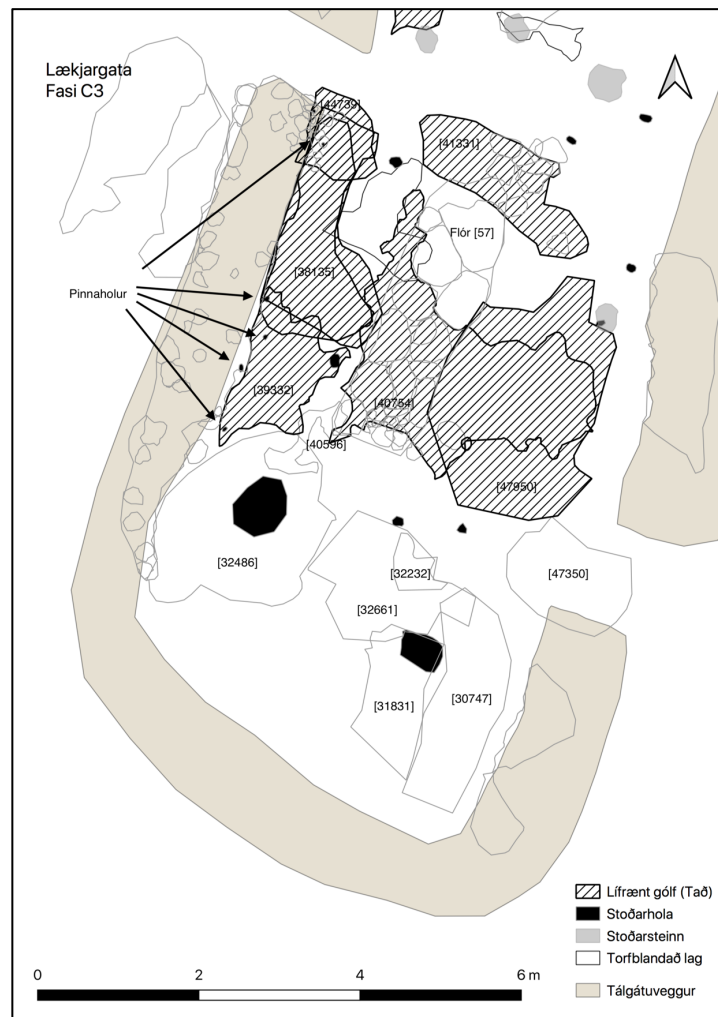 Lækjargata
Fasi C3
[44739]
[41331]
Flór [57]
[38135]
Pinnaholur
[39332]
[40754]
[40596]
[47950]
[32486]
[32232]
[47350]
[32661]
[31831]
[30747]
Lífrænt gólf (Tað)
Stoðarhola
Stoðarsteinn
Torfblandað lag
Tálgátuveggur
0 2 4 6 m